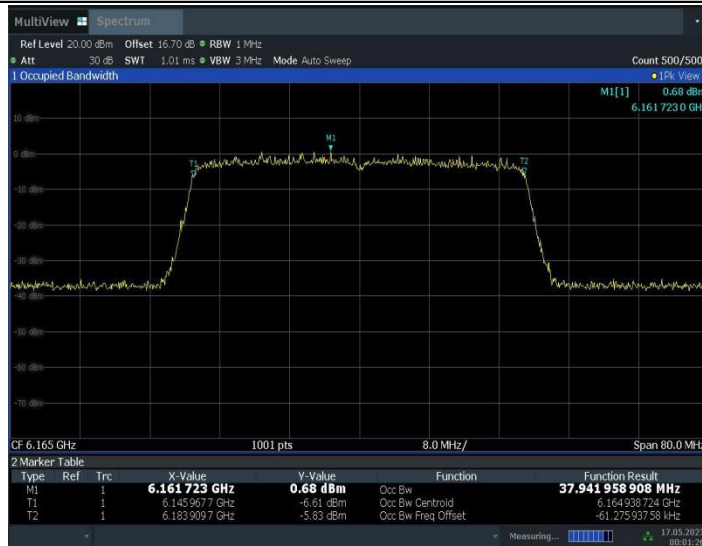 MultiView Spectrum
Ref Level 20.00 dBm Offset 16.70 dB RBW 1 MHz
Att 30 dB SWT 1.01 ms VBW 3 MHz Mode Auto Sweep Count 500/500
1 Occupied Bandwidth 1Pk View
M1[1] 0.68 dBm
6.161 723 0 GH
10 dBm
M1
0 dBm
T1 T2
-10 dBm
-20 dBm
-30 dBm
-40 dBm
-50 dBm
-60 dBm
-70 dBm
CF 6.165 GHz 1001 pts 8.0 MHz/ Span 80.0 MHz
2 Marker Table
Type Ref Trc X-Value Y-Value Function Function Result
M1 1 6.161 723 GHz 0.68 dBm Occ Bw 37.941 958 908 MHz
T1 1 6.145 967 7 GHz -6.61 dBm Occ Bw Centroid 6.164 938 724 GHz
T2 1 6.183 909 7 GHz -5.83 dBm Occ Bw Freq Offset -61.275 937 58 kHz
Measuring... 17.05.2023
00:01:26